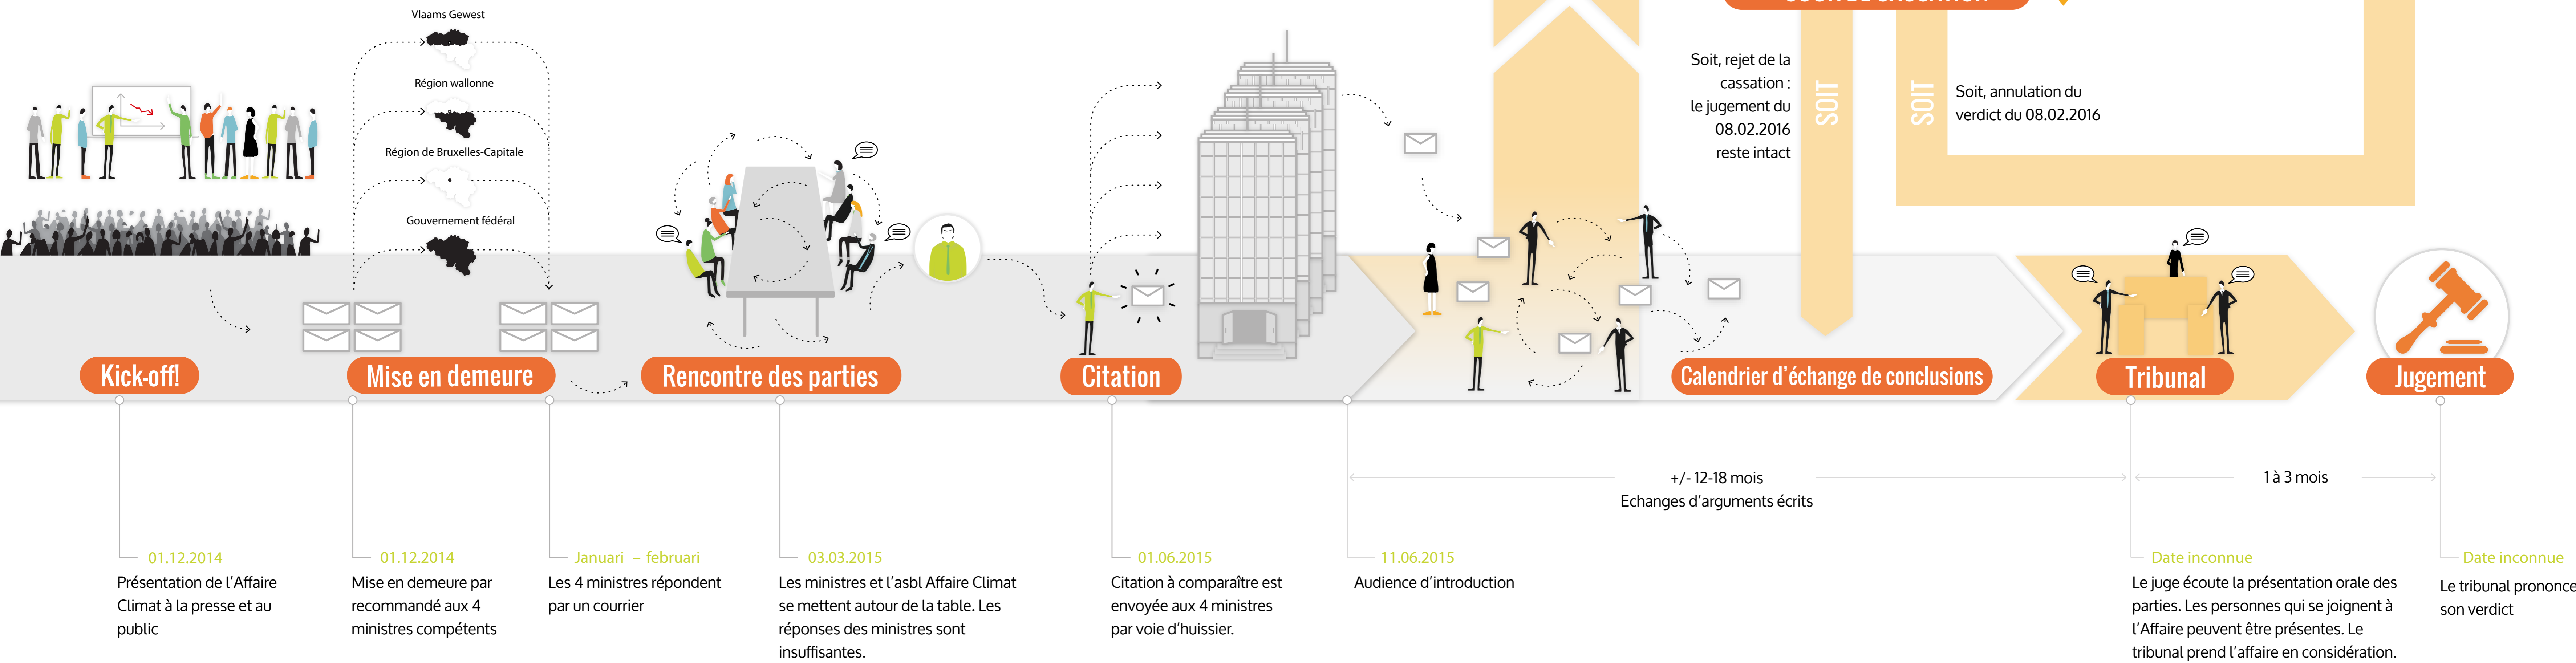 Vlaams Gewest
Région wallonne
Région de Bruxelles-Capitale
Gouvernement fédéral
Soit, rejet de la
cassation :
le jugement du
08.02.2016
reste intact
SOIT
SOIT
Soit, annulation du
verdict du 08.02.2016
Kick-off!
Mise en demeure
Rencontre des parties
Citation
Calendrier d’échange de conclusions
Tribunal
Jugement
+/- 12-18 mois
Echanges d’arguments écrits
1 à 3 mois
01.12.2014
Présentation de l’Affaire
Climat à la presse et au
public
01.12.2014
Mise en demeure par
recommandé aux 4
ministres compétents
Januari – februari
Les 4 ministres répondent
par un courrier
03.03.2015
Les ministres et l’asbl Affaire Climat
se mettent autour de la table. Les
réponses des ministres sont
insuffisantes.
01.06.2015
Citation à comparaître est
envoyée aux 4 ministres
par voie d’huissier.
11.06.2015
Audience d’introduction
Date inconnue
Le juge écoute la présentation orale des
parties. Les personnes qui se joignent à
l’Affaire peuvent être présentes. Le
tribunal prend l’affaire en considération.
Date inconnue
Le tribunal prononce
son verdict